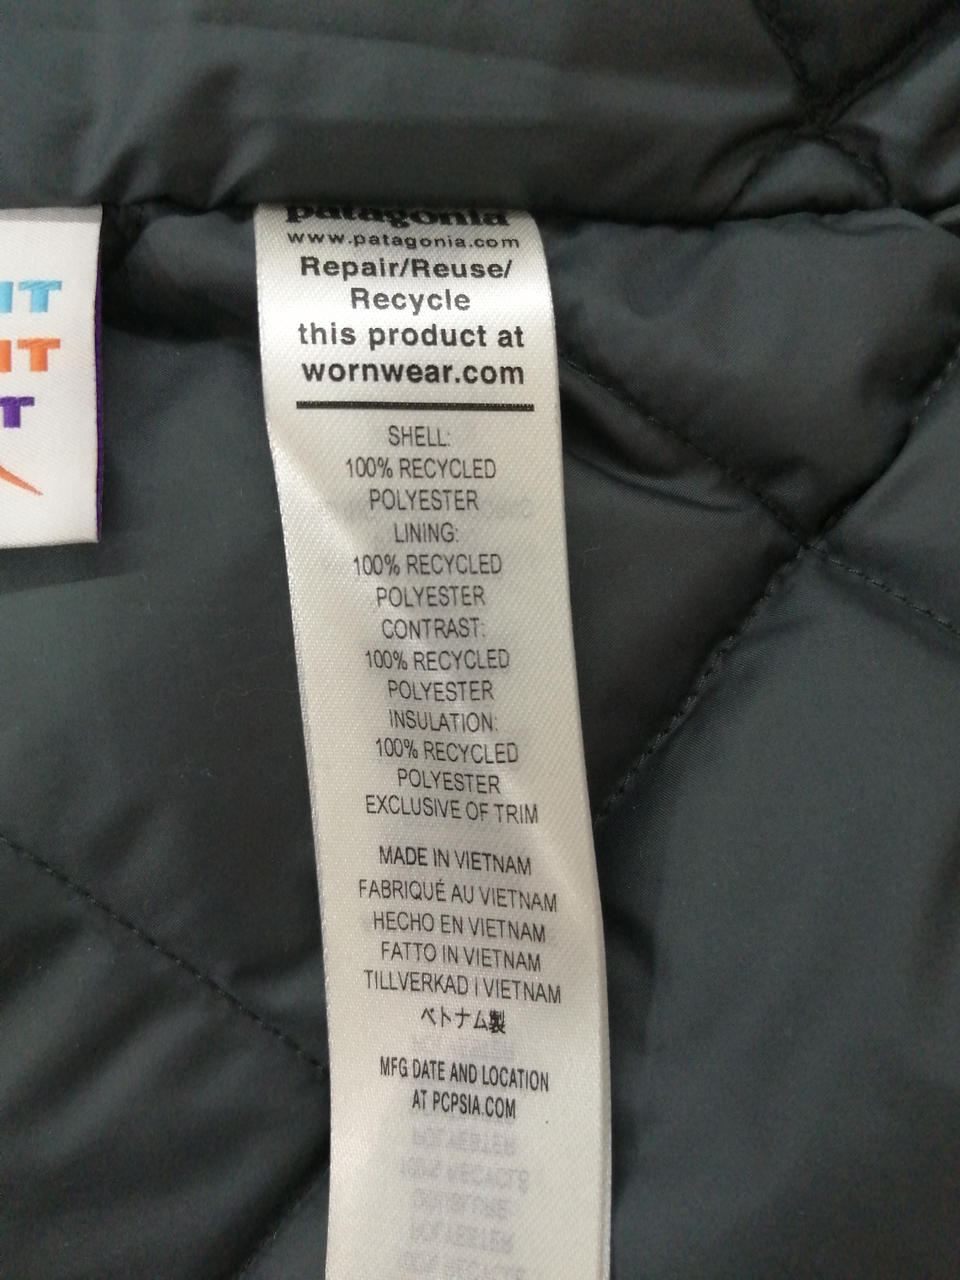 patagonia
www.patagonia.com
Repair/Reuse/
Recycle
this product at
wornwear.com
SHELL:
100% RECYCLED
POLYESTER
LINING:
100% RECYCLED
POLYESTER
CONTRAST:
100% RECYCLED
POLYESTER
INSULATION:
100% RECYCLED
POLYESTER
EXCLUSIVE OF TRIM
MADE IN VIETNAM
FABRIQUÉ AU VIETNAM
HECHO EN VIETNAM
FATTO IN VIETNAM
TILLVERKAD I VIETNAM
ベトナム製
MFG DATE AND LOCATION
AT PCPSIA.COM